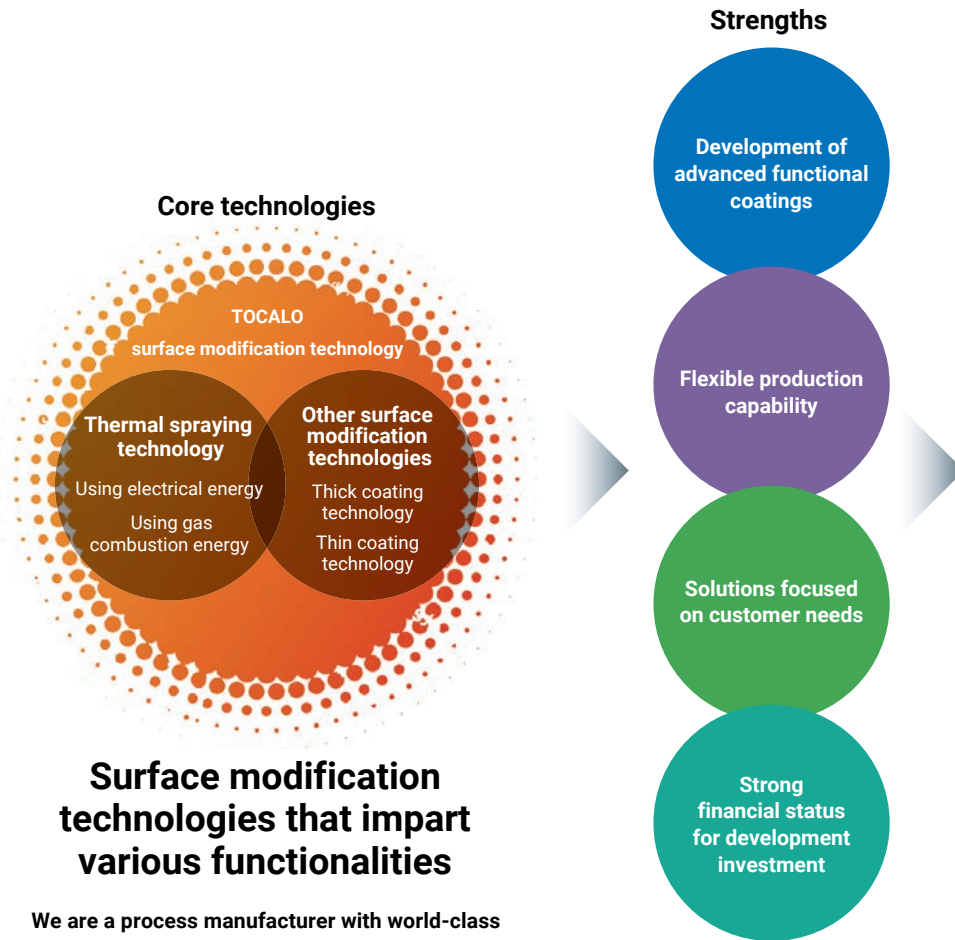 Core technologies
TOCALO
surface modification technology
Thermal spraying
technology
Using electrical energy
Using gas
combustion energy
Other surface
modification
technologies
Thick coating
technology
Thin coating
technology
Surface modification
technologies that impart
various functionalities
We are a process manufacturer with world-class
Strengths
Development of
advanced functional
coatings
Flexible production
capability
Solutions focused
on customer needs
Strong
financial status
for development
investment